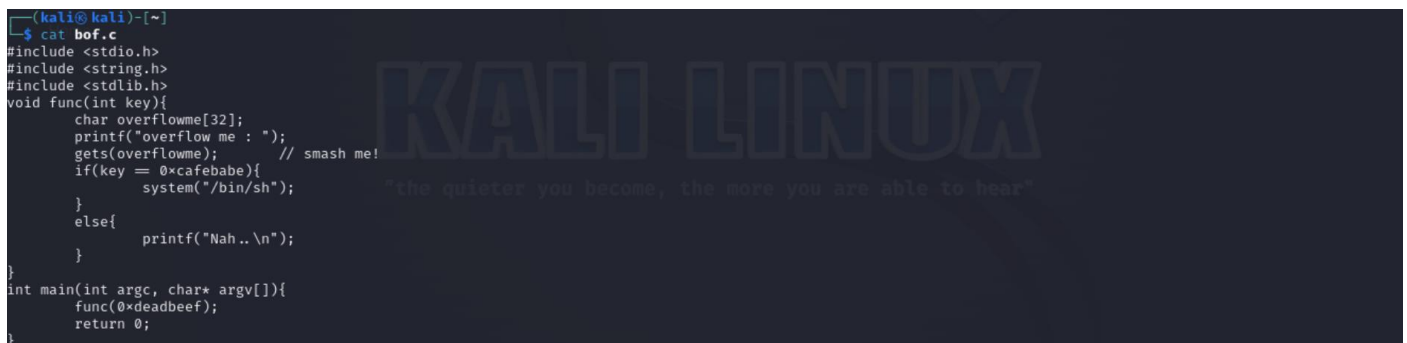 ┌──(kali㉿kali)-[~]
└─$ cat bof.c
#include <stdio.h>
#include <string.h>
#include <stdlib.h>
void func(int key){
        char overflowme[32];
        printf("overflow me : ");
        gets(overflowme);       // smash me!
        if(key == 0×cafebabe){
                system("/bin/sh");
        }
        else{
                printf("Nah..\n");
        }
}
int main(int argc, char* argv[]){
        func(0×deadbeef);
        return 0;
}
KALI LINUX
"the quieter you become, the more you are able to hear"